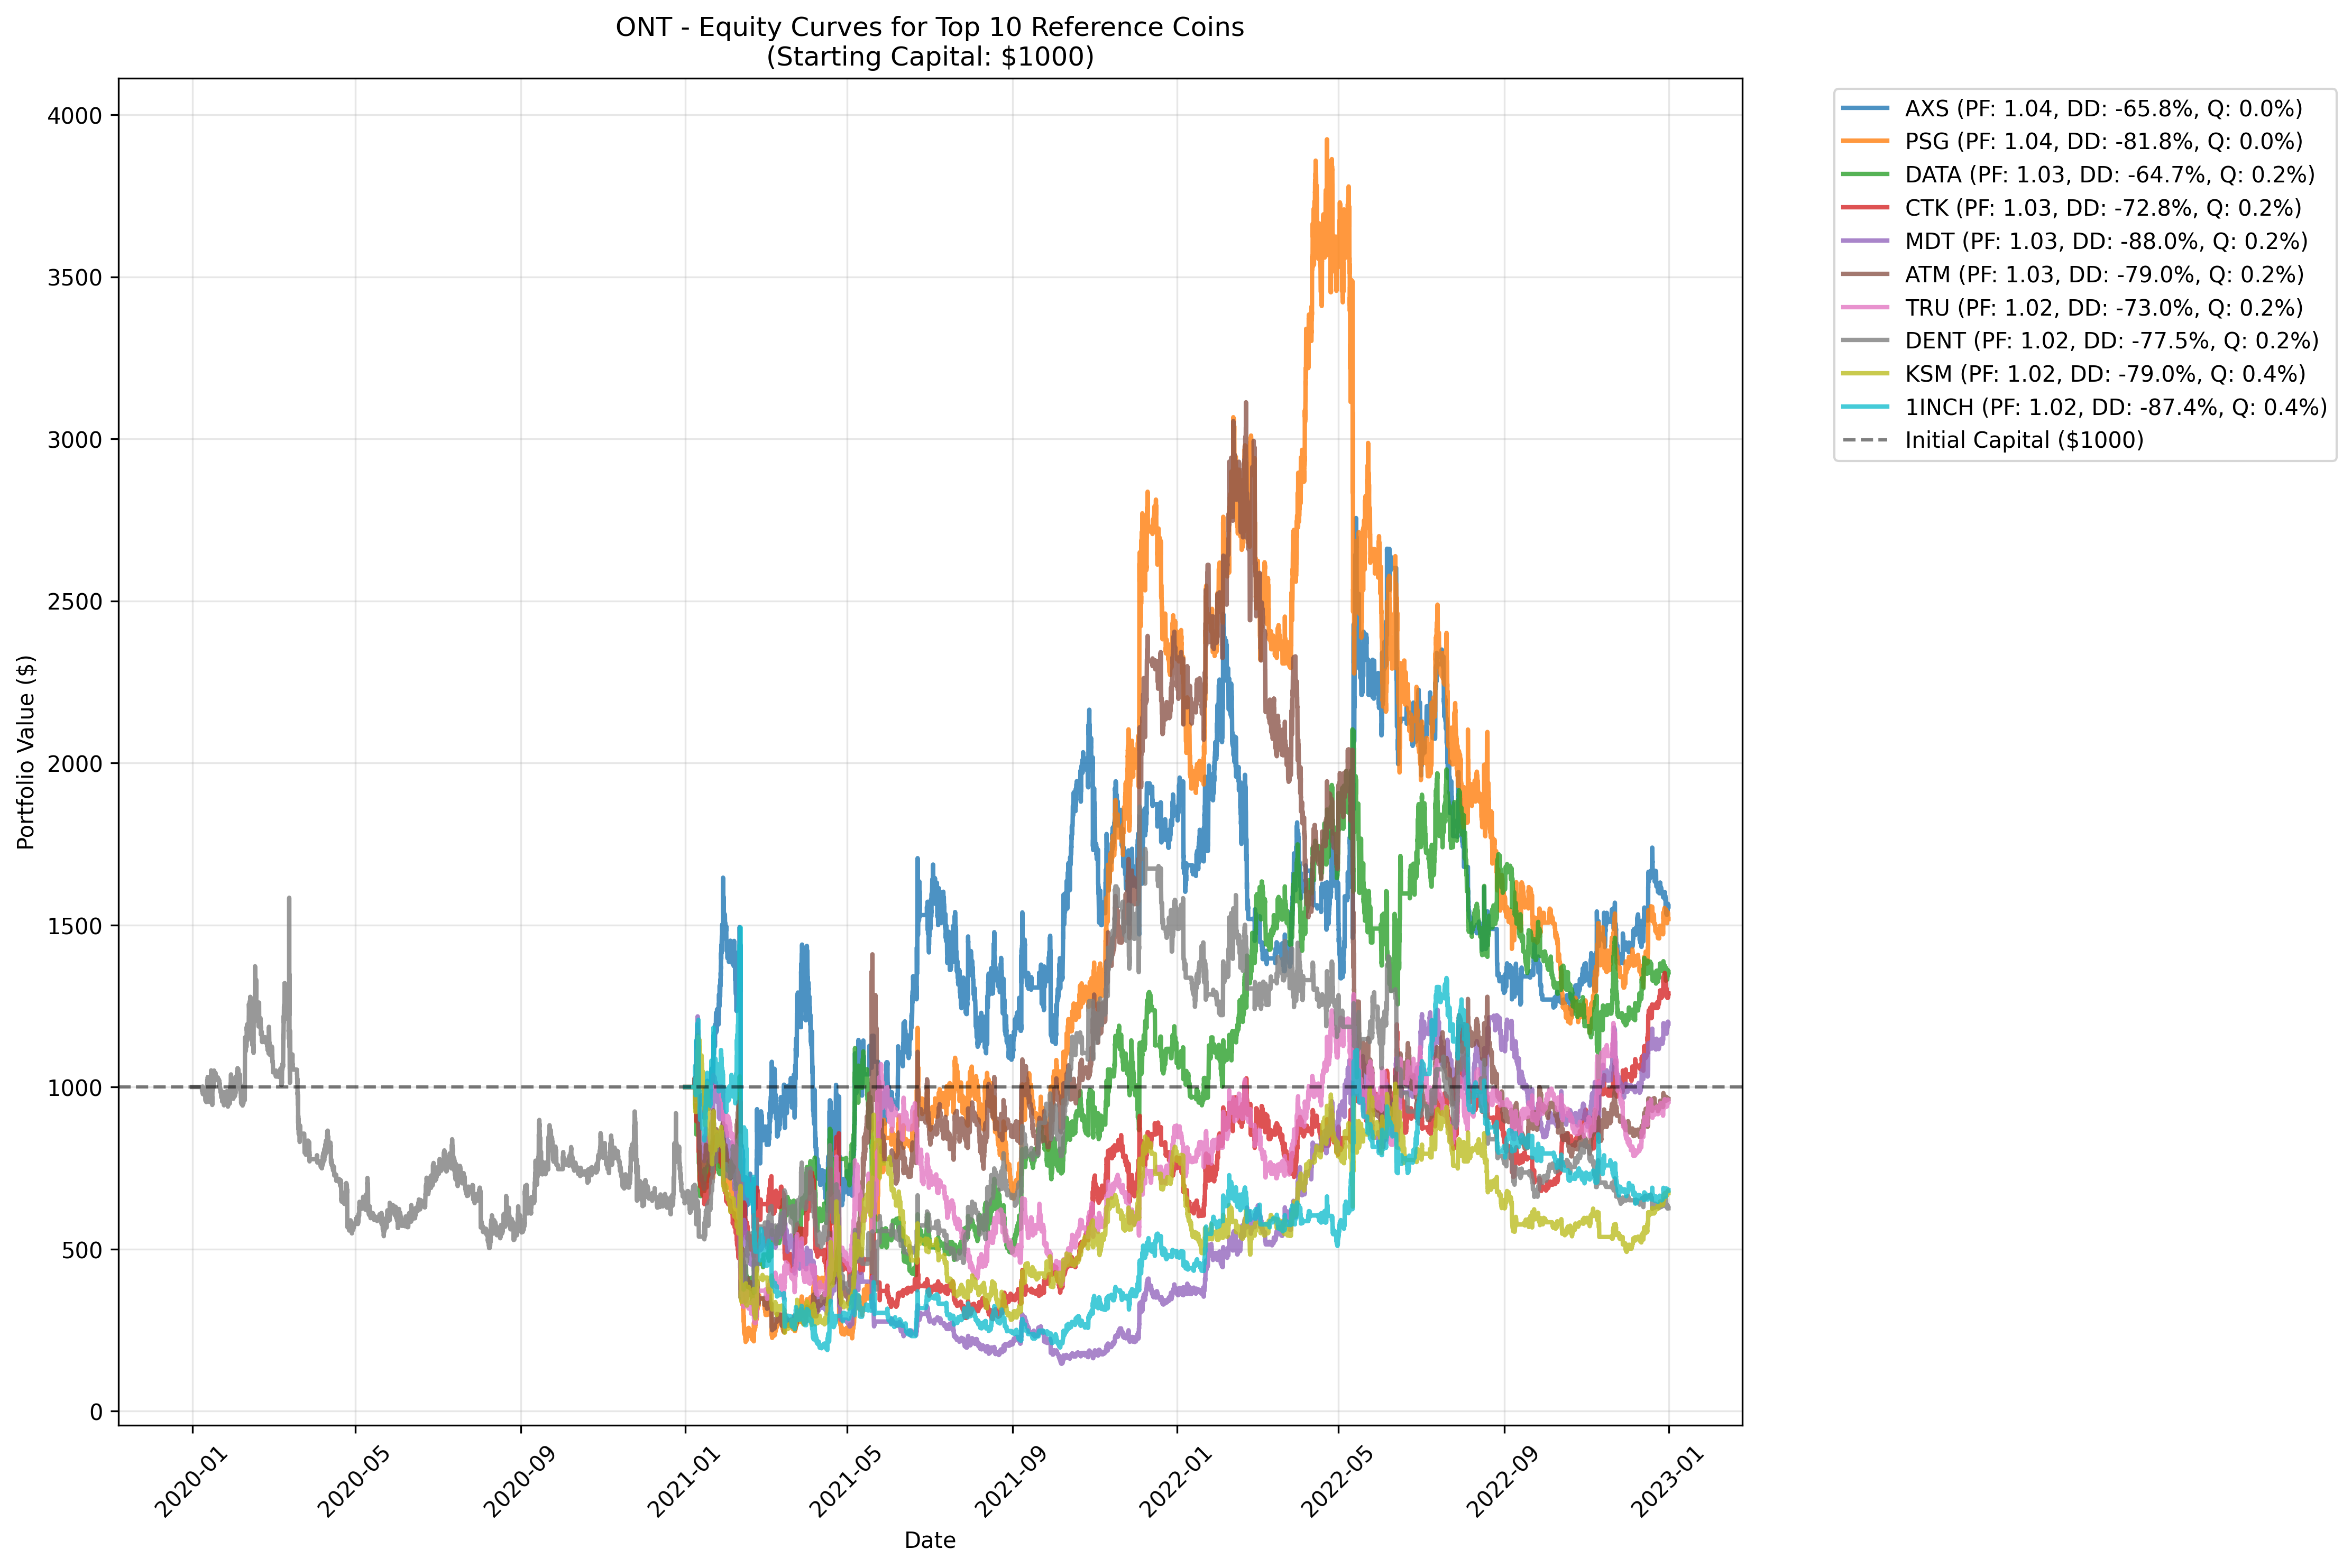 ONT - Equity Curves for Top 10 Reference Coins
(Starting Capital: $1000)
AXS (PF: 1.04, DD: -65.8%, Q: 0.0%)
PSG (PF: 1.04, DD: -81.8%, Q: 0.0%)
DATA (PF: 1.03, DD: -64.7%, Q: 0.2%)
CTK (PF: 1.03, DD: -72.8%, Q: 0.2%)
MDT (PF: 1.03, DD: -88.0%, Q: 0.2%)
ATM (PF: 1.03, DD: -79.0%, Q: 0.2%)
TRU (PF: 1.02, DD: -73.0%, Q: 0.2%)
DENT (PF: 1.02, DD: -77.5%, Q: 0.2%)
KSM (PF: 1.02, DD: -79.0%, Q: 0.4%)
1INCH (PF: 1.02, DD: -87.4%, Q: 0.4%)
Initial Capital ($1000)
Portfolio Value ($)
4000
3500
3000
2500
2000
1500
1000
500
0
2020-01
2020-05
2020-09
2021-01
2021-05
2021-09
2022-01
2022-05
2022-09
2023-01
Date